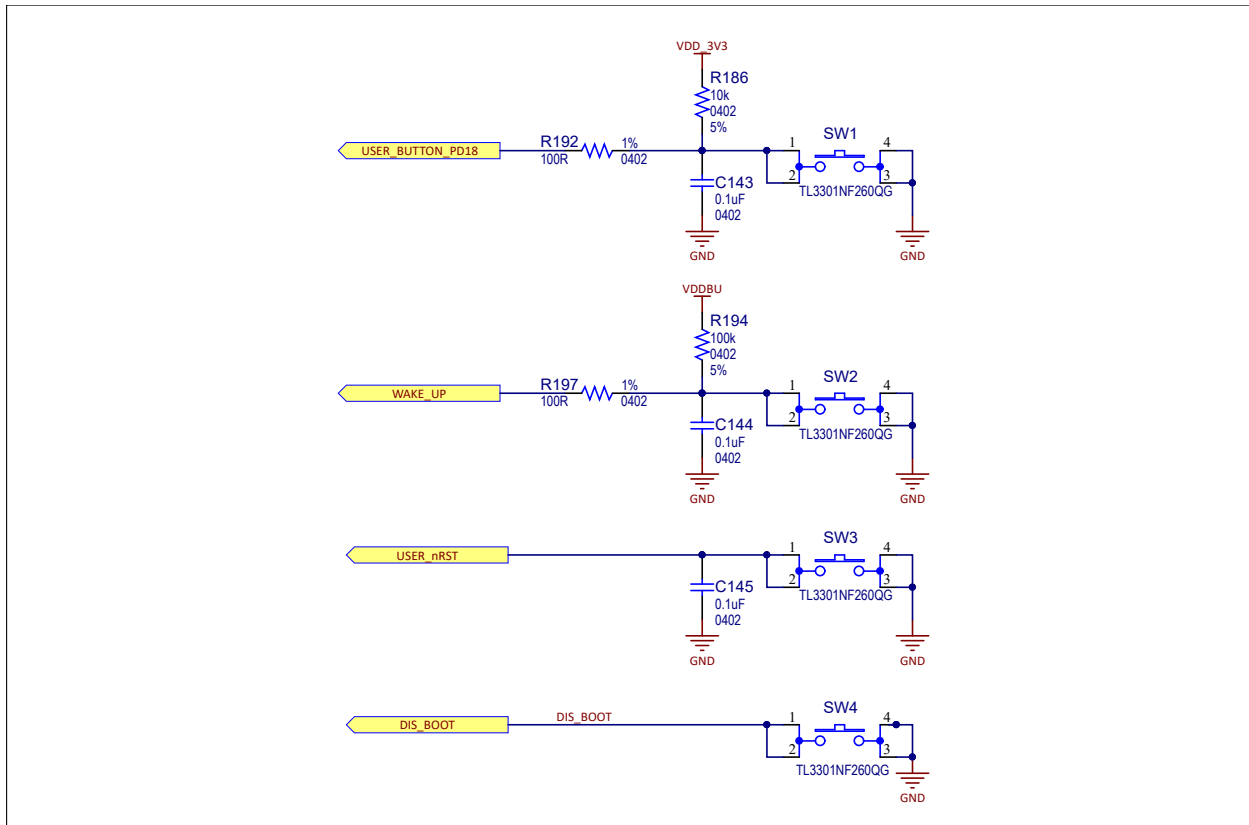 VDD_3V3
R186
10k
0402
5%
USER_BUTTON_PD18
R192
100R
1%
0402
C143
0.1uF
0402
GND
1
2
SW1
4
3
TL3301NF260QG
GND
VDDBU
R194
100k
0402
5%
WAKE_UP
R197
100R
1%
0402
C144
0.1uF
0402
GND
1
2
SW2
4
3
TL3301NF260QG
GND
USER_nRST
C145
0.1uF
0402
GND
1
2
SW3
4
3
TL3301NF260QG
GND
DIS_BOOT
DIS_BOOT
1
2
SW4
4
3
TL3301NF260QG
GND